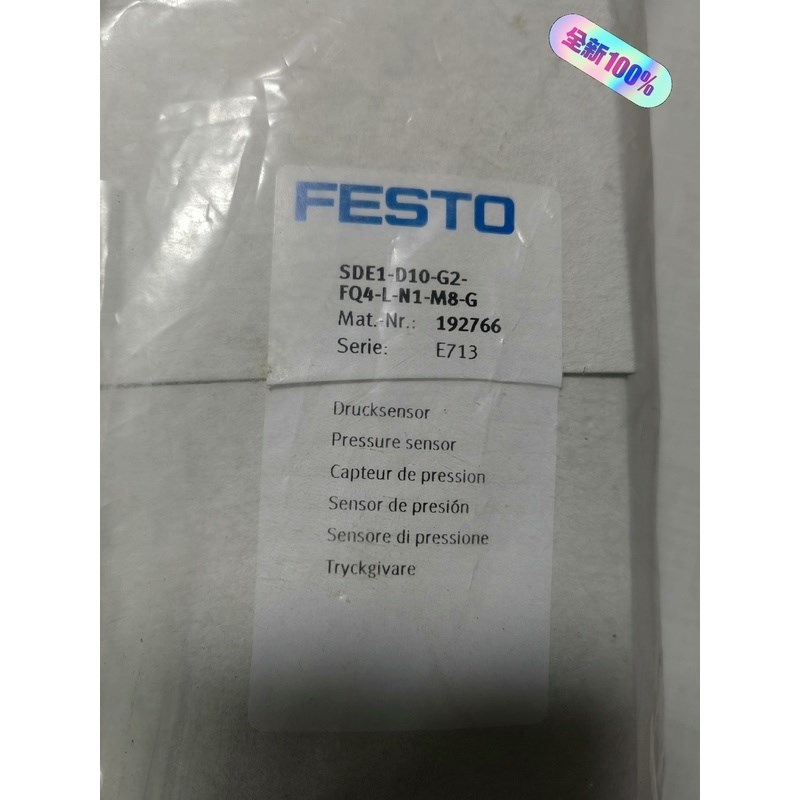 全新100%
FESTO
SDE1-D10-G2-
FQ4-L-N1-M8-G
Mat.-Nr.: 192766
Serie: E713
Drucksensor
Pressure sensor
Capteur de pression
Sensor de presión
Sensore di pressione
Tryckgivare